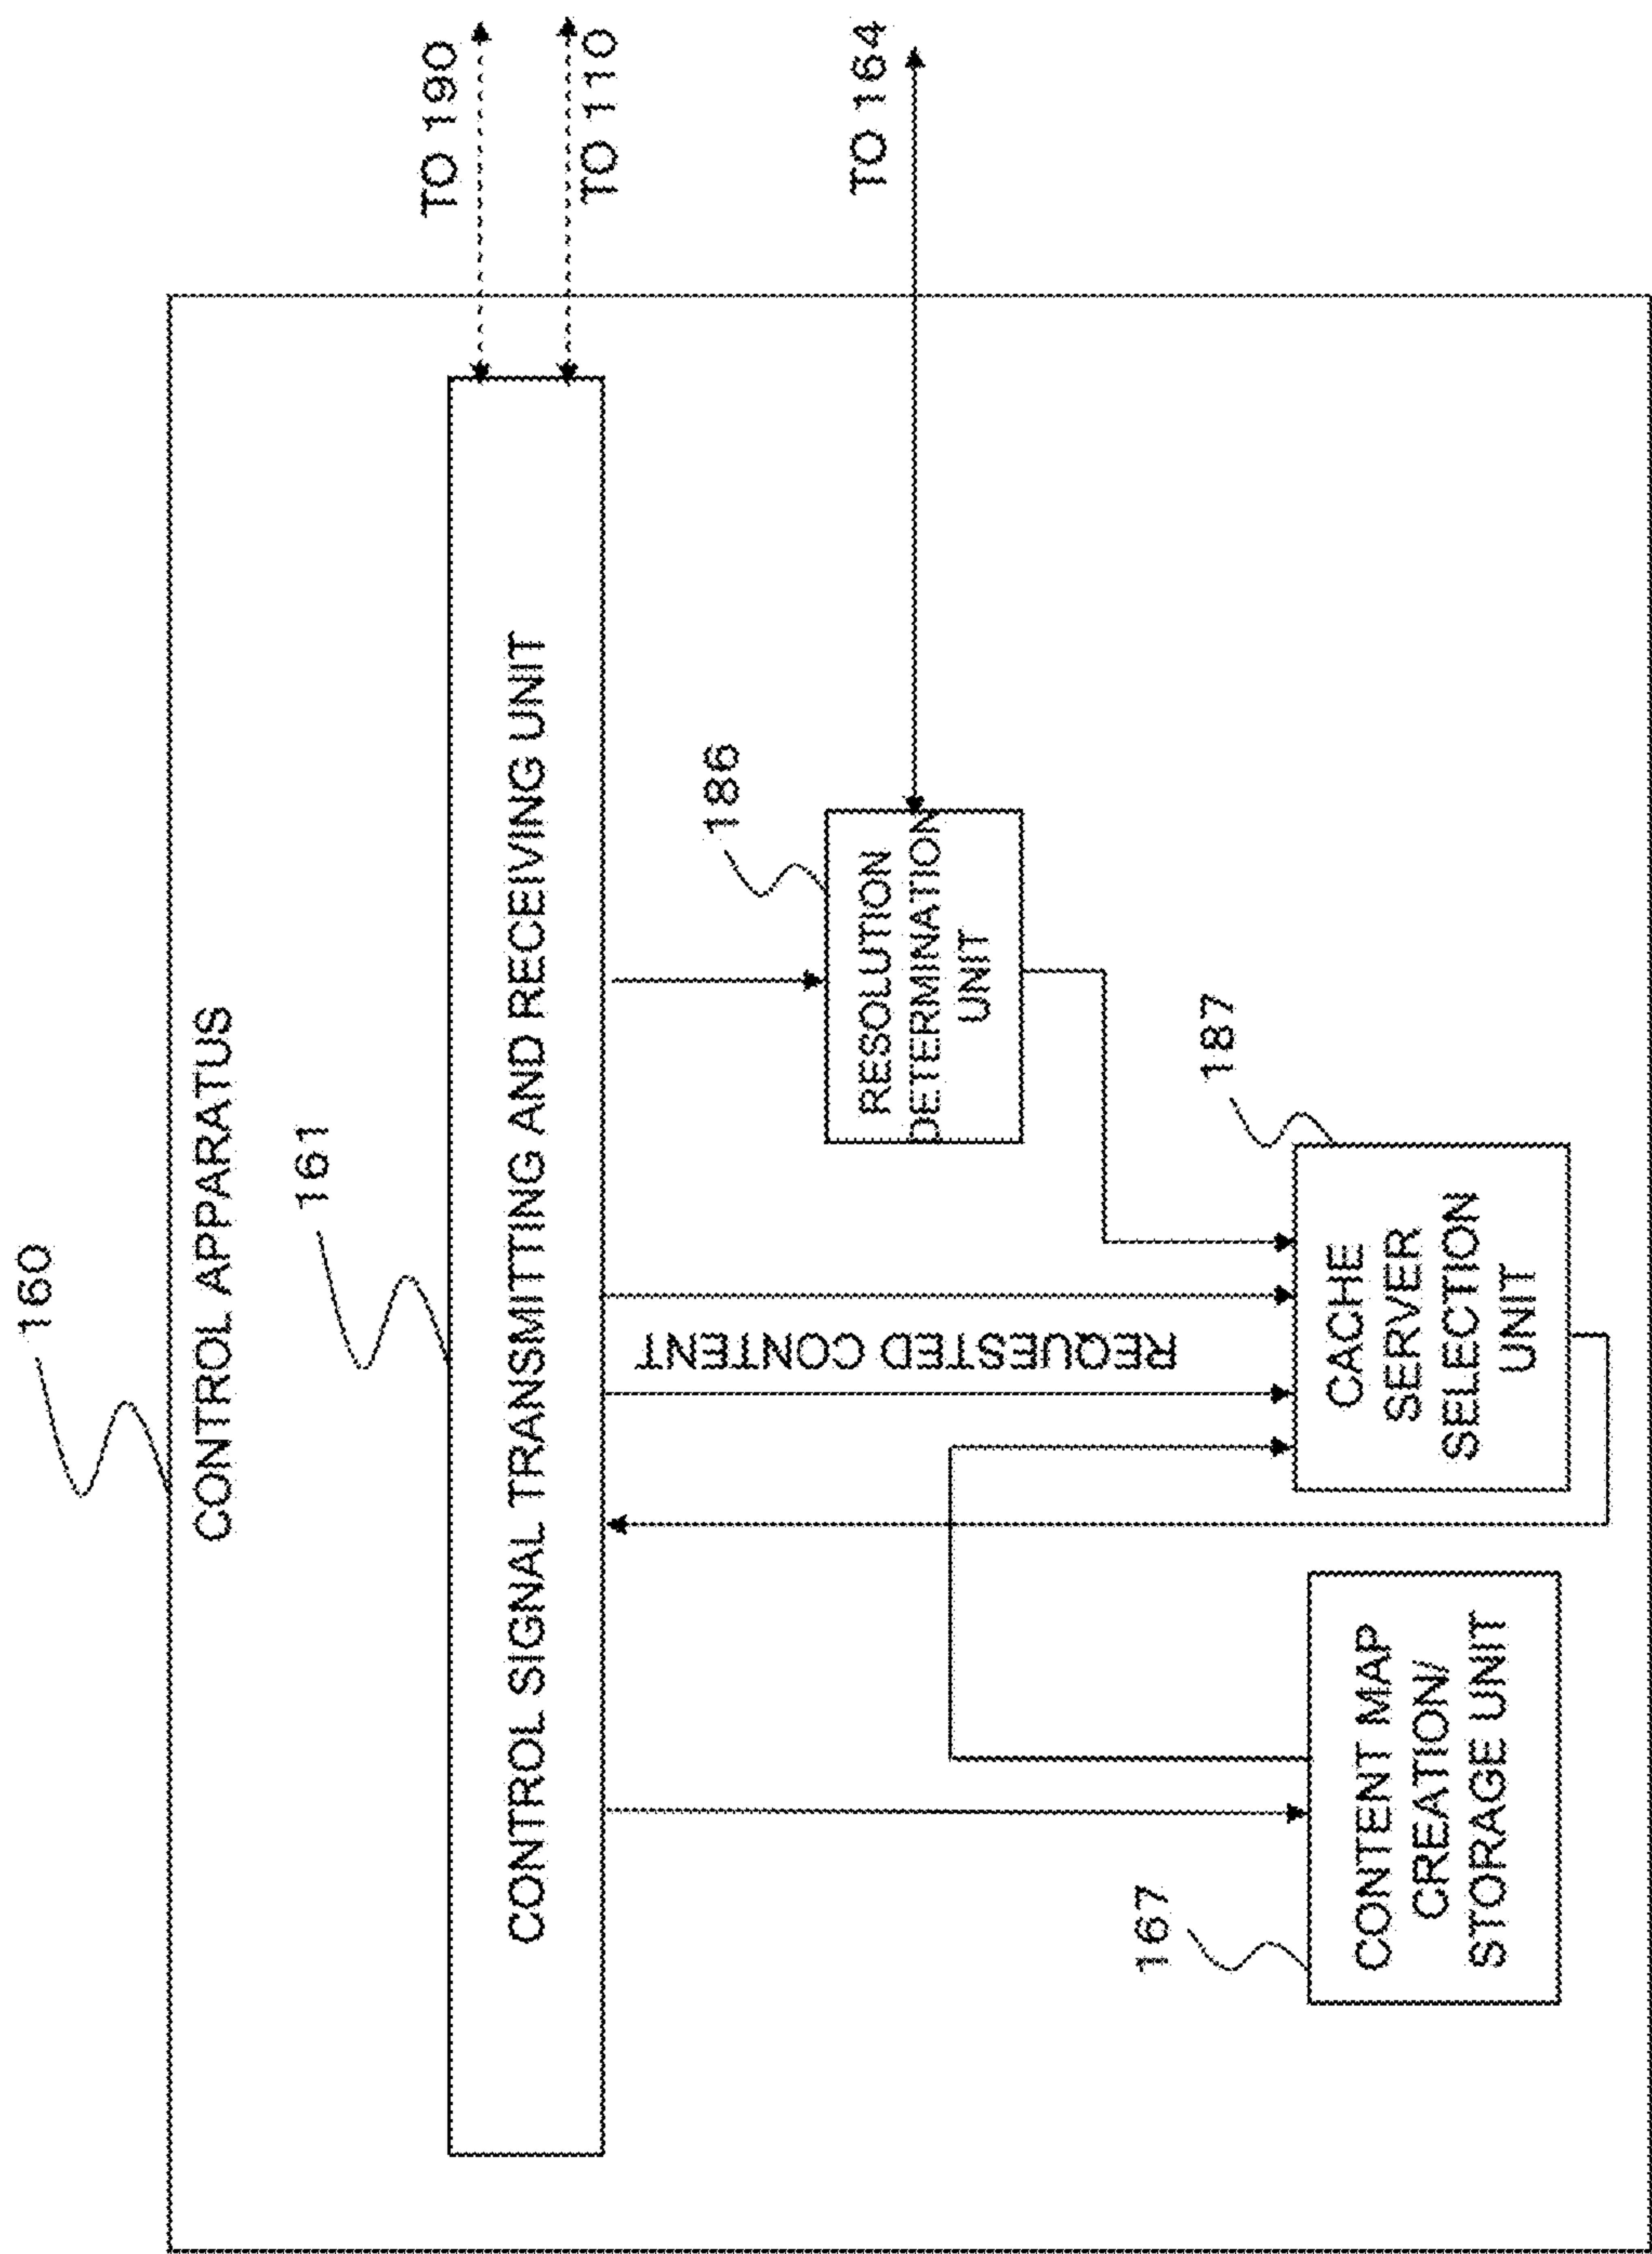 160
CONTROL APPARATUS
161
CONTROL SIGNAL TRANSMITTING AND RECEIVING UNIT
TO 190
TO 110
186
RESOLUTION
DETERMINATION
UNIT
TO 164
REQUESTED CONTENT
167
CONTENT MAP
CREATION/
STORAGE UNIT
187
CACHE
SERVER
SELECTION
UNIT